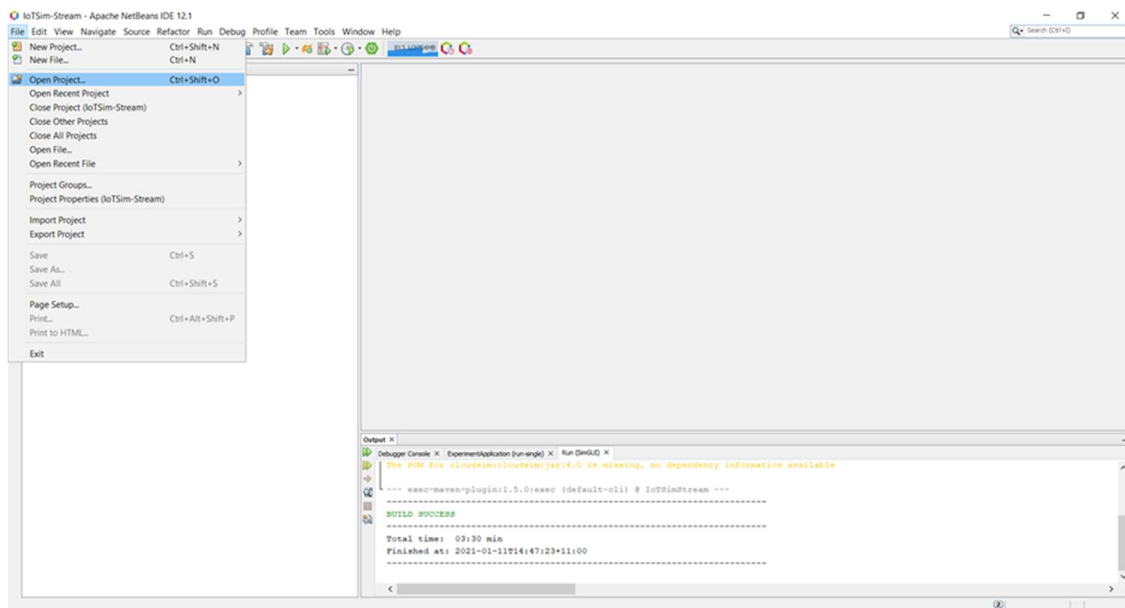 IoTSim-Stream - Apache NetBeans IDE 12.1
File Edit View Navigate Source Refactor Run Debug Profile Team Tools Window Help
Search (Ctrl+I)
New Project... Ctrl+Shift+N
New File... Ctrl+N
Open Project... Ctrl+Shift+O
Open Recent Project
Close Project (IoTSim-Stream)
Close Other Projects
Close All Projects
Open File...
Open Recent File
Project Groups...
Project Properties (IoTSim-Stream)
Import Project
Export Project
Save Ctrl+S
Save As...
Save All Ctrl+Shift+S
Page Setup...
Print... Ctrl+Alt+Shift+P
Print to HTML...
Exit
Output
Debugger Console ExperimentApplication (run-single) Run (SimGUI)
The POM for cloudsim:cloudsim:jar:4.0 is missing, no dependency information available
--- exec-maven-plugin:1.5.0:exec (default-cli) @ IoTSimStream ---
------------------------------------------------------------------------
BUILD SUCCESS
------------------------------------------------------------------------
Total time: 03:30 min
Finished at: 2021-01-11T14:47:23+11:00
------------------------------------------------------------------------